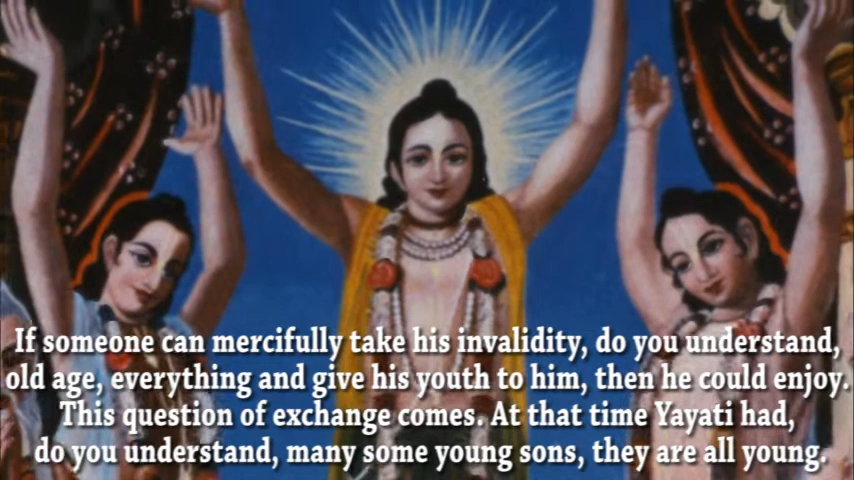 If someone can mercifully take his invalidity, do you understand,
old age, everything and give his youth to him, then he could enjoy.
This question of exchange comes. At that time Yayati had,
do you understand, many some young sons, they are all young.